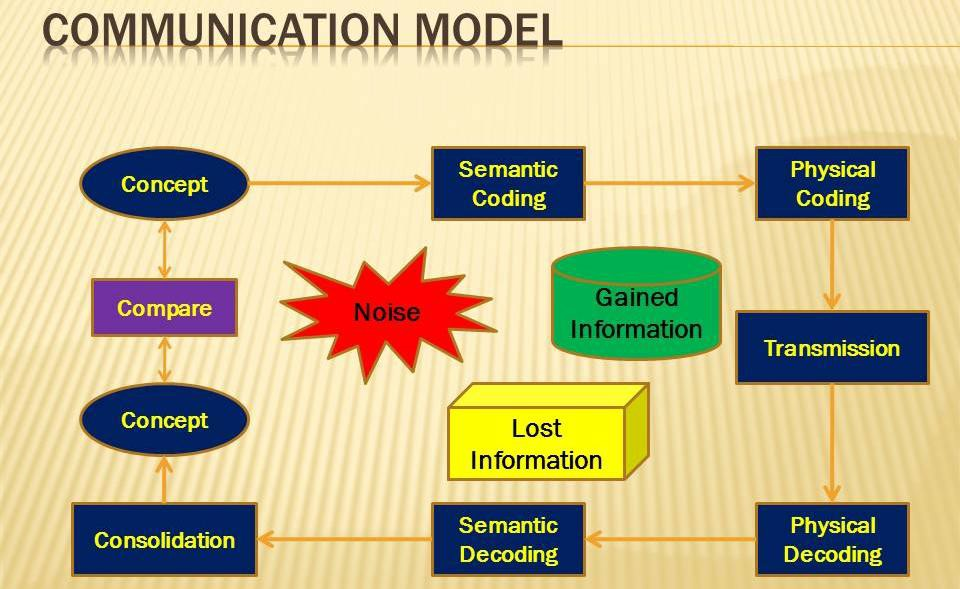 COMMUNICATION MODEL
Concept
Semantic
Coding
Physical
Coding
Compare
Noise
Gained
Information
Transmission
Concept
Lost
Information
Consolidation
Semantic
Decoding
Physical
Decoding